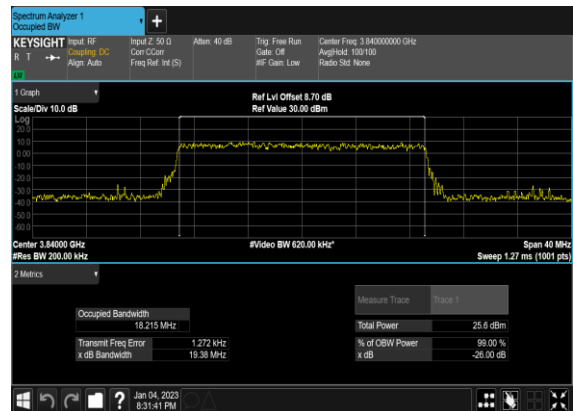 Spectrum Analyzer 1
Occupied BW
+
KEYSIGHT
R T
LW
Input: RF
Coupling: DC
Align: Auto
Input Z: 50 Ω
Corr CCorr
Freq Ref: Int (S)
Atten: 40 dB
Trig: Free Run
Gate: Off
#IF Gain: Low
Center Freq: 3.840000000 GHz
Avg|Hold: 100/100
Radio Std: None
1 Graph
Scale/Div 10.0 dB
Ref Lvl Offset 8.70 dB
Ref Value 30.00 dBm
Log
20.0
10.0
0.00
-10.0
-20.0
-30.0
-40.0
-50.0
-60.0
Center 3.84000 GHz
#Res BW 200.00 kHz
#Video BW 620.00 kHz*
Span 40 MHz
Sweep 1.27 ms (1001 pts)
2 Metrics
Measure Trace Trace 1
Occupied Bandwidth
18.215 MHz
Total Power 25.6 dBm
Transmit Freq Error 1.272 kHz
% of OBW Power 99.00 %
x dB Bandwidth 19.38 MHz
x dB -26.00 dB
?
Jan 04, 2023
8:31:41 PM